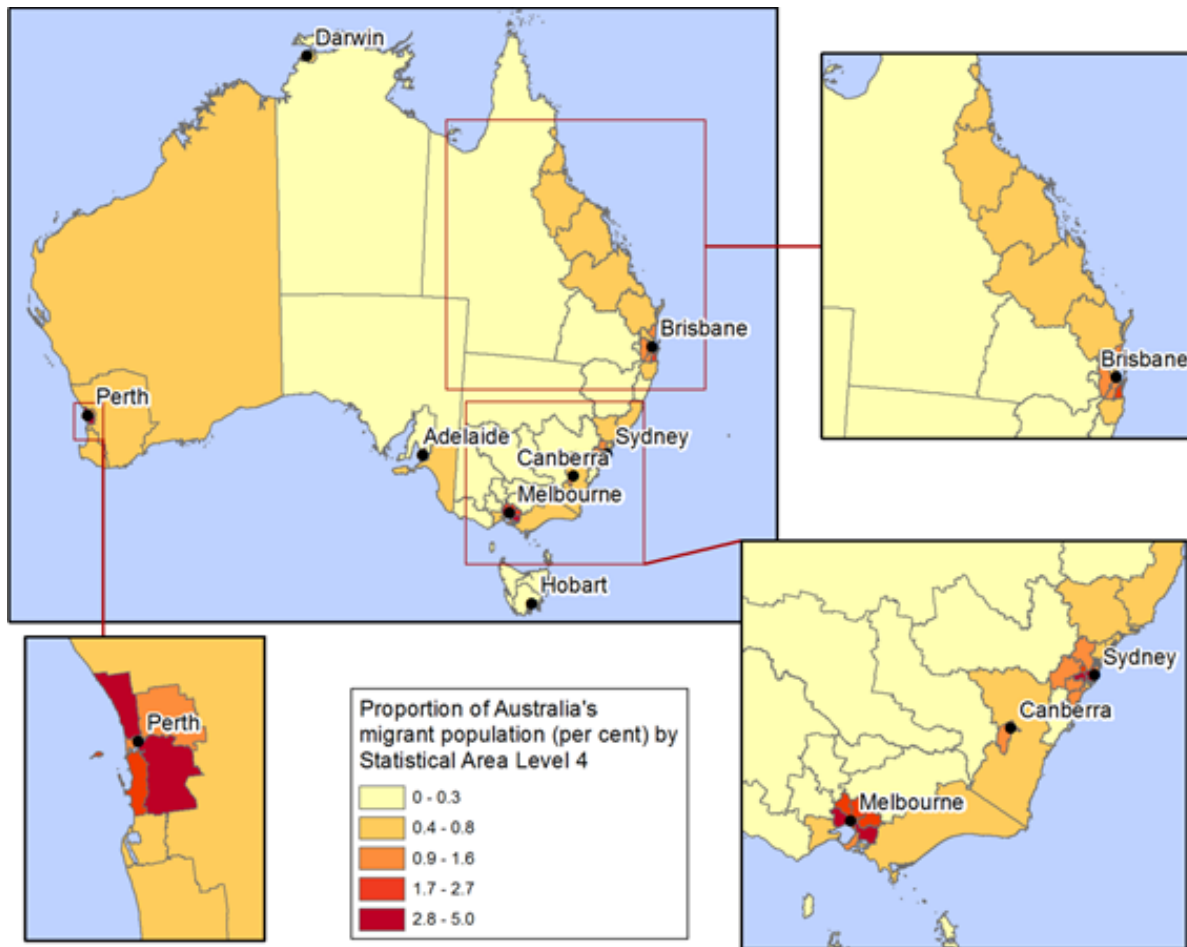 Darwin
Brisbane
Perth
Adelaide
Sydney
Canberra
Melbourne
Hobart
Brisbane
Perth
Sydney
Canberra
Melbourne
Proportion of Australia's
migrant population (per cent) by
Statistical Area Level 4
0 - 0.3
0.4 - 0.8
0.9 - 1.6
1.7 - 2.7
2.8 - 5.0